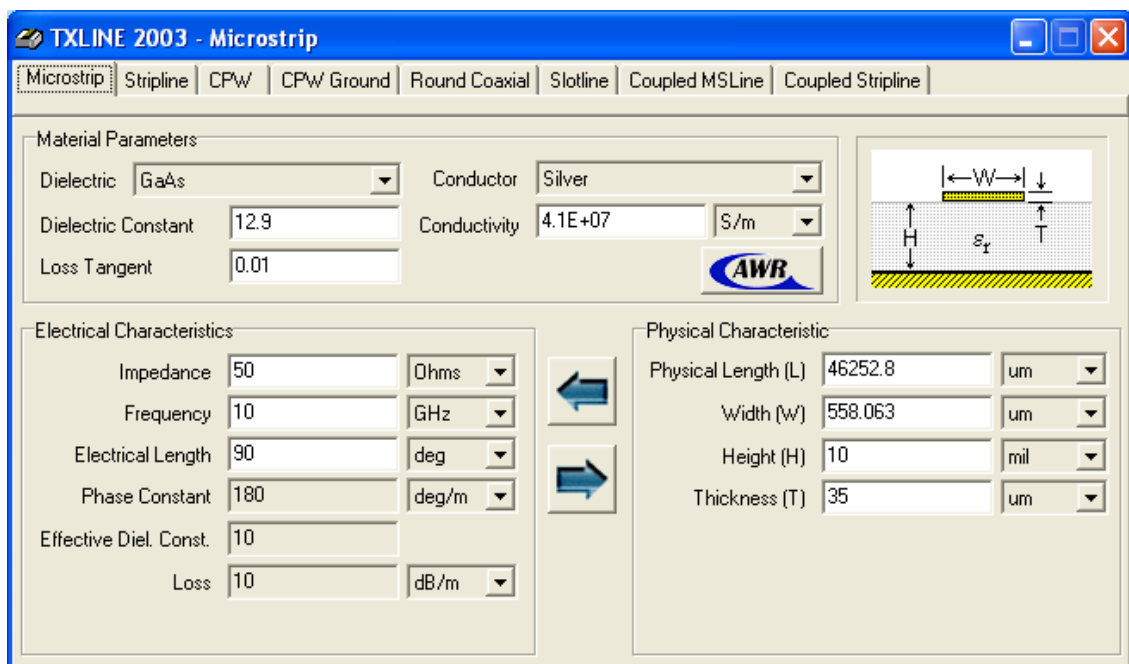 TXLINE 2003 - Microstrip
Microstrip Stripline CPW CPW Ground Round Coaxial Slotline Coupled MSLine Coupled Stripline
Material Parameters
Dielectric GaAs Conductor Silver
Dielectric Constant 12.9 Conductivity 4.1E+07 S/m
Loss Tangent 0.01
AWR
W
H εr T
Electrical Characteristics
Impedance 50 Ohms
Frequency 10 GHz
Electrical Length 90 deg
Phase Constant 180 deg/m
Effective Diel. Const. 10
Loss 10 dB/m
Physical Characteristic
Physical Length (L) 46252.8 um
Width (W) 558.063 um
Height (H) 10 mil
Thickness (T) 35 um